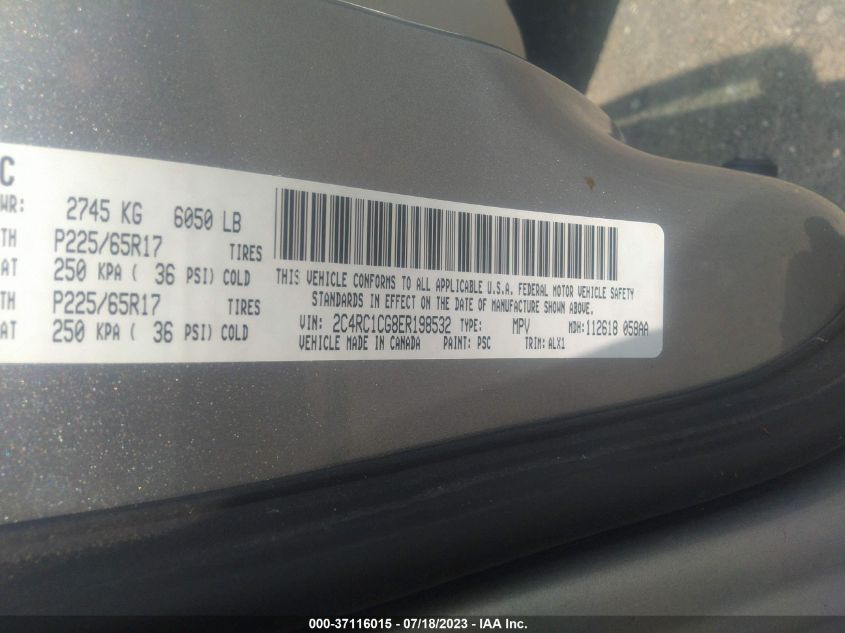 C
WR: 2745 KG 6050 LB
TH P225/65R17 TIRES
AT 250 KPA ( 36 PSI) COLD
TH P225/65R17 TIRES
AT 250 KPA ( 36 PSI) COLD
THIS VEHICLE CONFORMS TO ALL APPLICABLE U.S.A. FEDERAL MOTOR VEHICLE SAFETY
STANDARDS IN EFFECT ON THE DATE OF MANUFACTURE SHOWN ABOVE.
VIN: 2C4RC1CG8ER198532 TYPE: MPV MDH:112618 058AA
VEHICLE MADE IN CANADA PAINT: PSC TRIM: ALX1
000-37116015 / 07/18/2023 - IAA Inc.